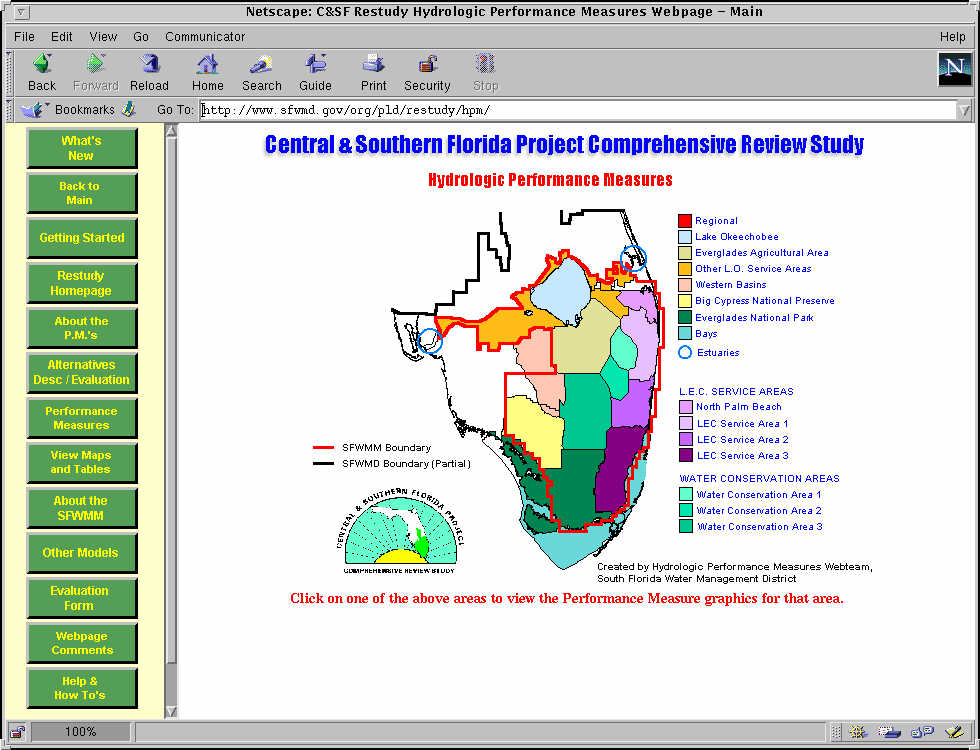 Netscape: C&SF Restudy Hydrologic Performance Measures Webpage – Main
File Edit View Go Communicator Help
Back Forward Reload Home Search Guide Print Security Stop
N
Bookmarks Go To: http://www.sfwmd.gov/org/pld/restudy/hpm/
What's
New
Back to
Main
Getting Started
Restudy
Homepage
About the
P.M.'s
Alternatives
Desc / Evaluation
Performance
Measures
View Maps
and Tables
About the
SFWMM
Other Models
Evaluation
Form
Webpage
Comments
Help &
How To's
Central & Southern Florida Project Comprehensive Review Study
Hydrologic Performance Measures
Regional
Lake Okeechobee
Everglades Agricultural Area
Other L.O. Service Areas
Western Basins
Big Cypress National Preserve
Everglades National Park
Bays
Estuaries
L.E.C. SERVICE AREAS
North Palm Beach
LEC Service Area 1
LEC Service Area 2
LEC Service Area 3
WATER CONSERVATION AREAS
Water Conservation Area 1
Water Conservation Area 2
Water Conservation Area 3
SFWMM Boundary
SFWMD Boundary (Partial)
CENTRAL & SOUTHERN FLORIDA PROJECT
COMPREHENSIVE REVIEW STUDY
Created by Hydrologic Performance Measures Webteam,
South Florida Water Management District
Click on one of the above areas to view the Performance Measure graphics for that area.
100%